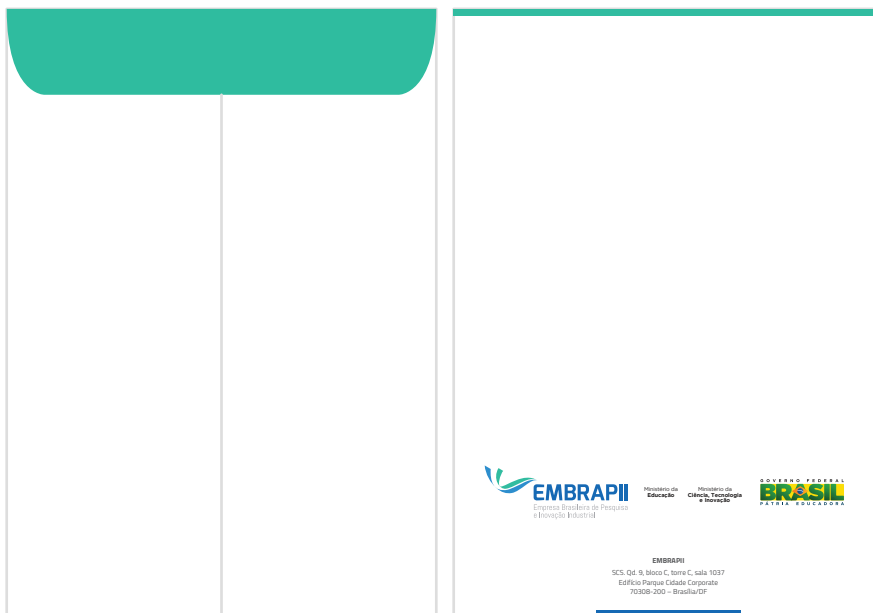 EMBRAPII
Empresa Brasileira de Pesquisa
e Inovação Industrial
Ministério da
Educação
Ministério da
Ciência, Tecnologia
e Inovação
GOVERNO FEDERAL
BRASIL
PÁTRIA EDUCADORA
EMBRAPII
SCS. Qd. 9, bloco C, torre C, sala 1037
Edifício Parque Cidade Corporate
70308-200 – Brasília/DF